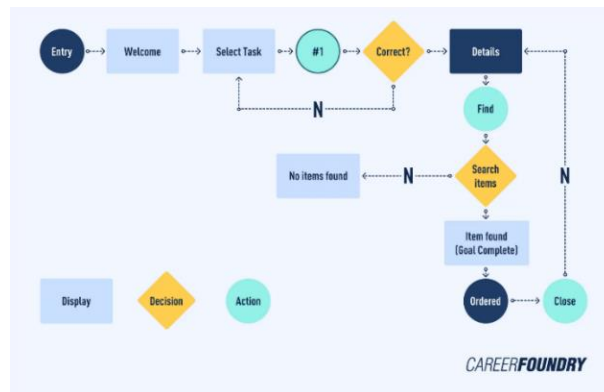 Entry
Welcome
Select Task
#1
Correct?
Details
N
Find
No items found
N
Search
items
N
Item found
(Goal Complete)
Display
Decision
Action
Ordered
Close
CAREERFOUNDRY